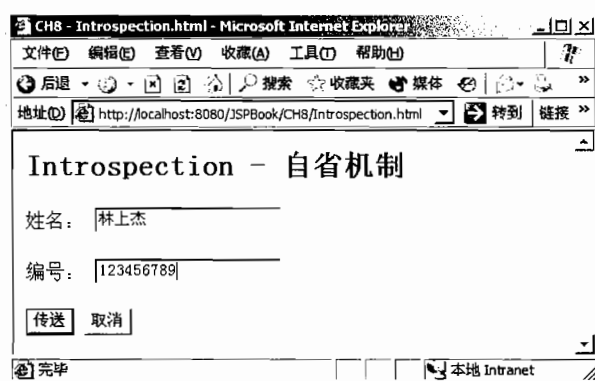 CH8 - Introspection.html - Microsoft Internet Explorer
文件(F) 编辑(E) 查看(V) 收藏(A) 工具(T) 帮助(H)
后退 搜索 收藏夹 媒体 »
地址(D) http://localhost:8080/JSPBook/CH8/Introspection.html 转到 链接 »
Introspection - 自省机制
姓名： 林上杰
编号： 123456789
传送 取消
完毕 本地 Intranet